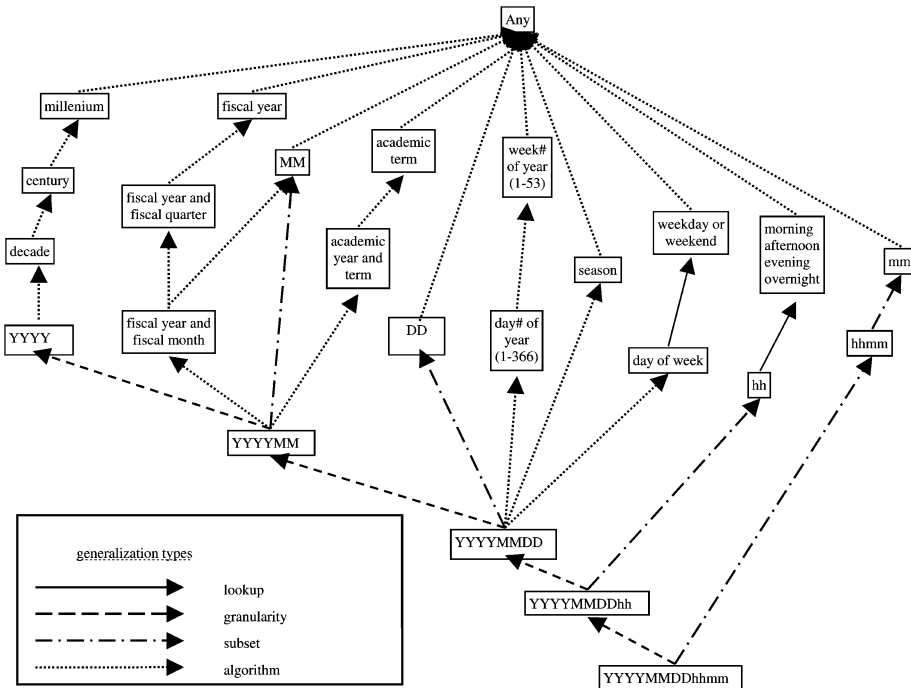 Any
millenium
fiscal year
MM
academic
term
week#
of year
(1-53)
century
fiscal year and
fiscal quarter
weekday or
weekend
morning
afternoon
evening
overnight
decade
academic
year and
term
season
mm
YYYY
fiscal year and
fiscal month
DD
day# of
year
(1-366)
day of week
hhmm
hh
YYYYMM
YYYYMMDD
YYYYMMDDhh
YYYYMMDDhhmm
generalization types
lookup
granularity
subset
algorithm